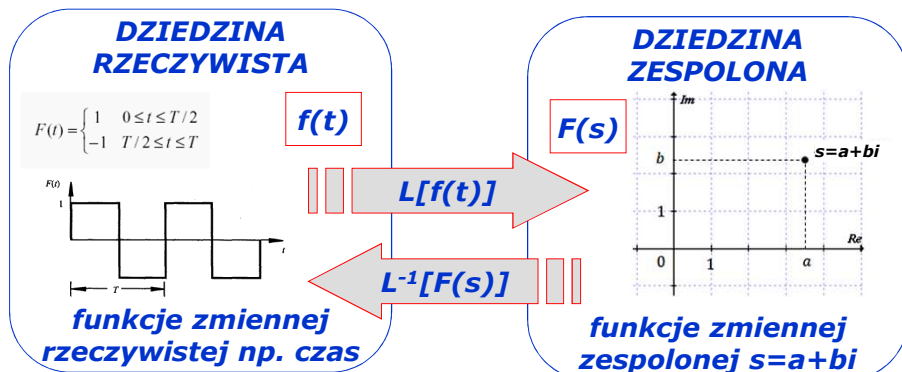 DZIEDZINA
RZECZYWISTA
F(t) = { 1 0 ≤ t ≤ T / 2
-1 T / 2 ≤ t ≤ T
f(t)
F(t)
1
t
T
funkcje zmiennej
rzeczywistej np. czas
L[f(t)]
L-1[F(s)]
DZIEDZINA
ZESPOLONA
F(s)
Im
s=a+bi
b
1
Re
0 1 a
funkcje zmiennej
zespolonej s=a+bi